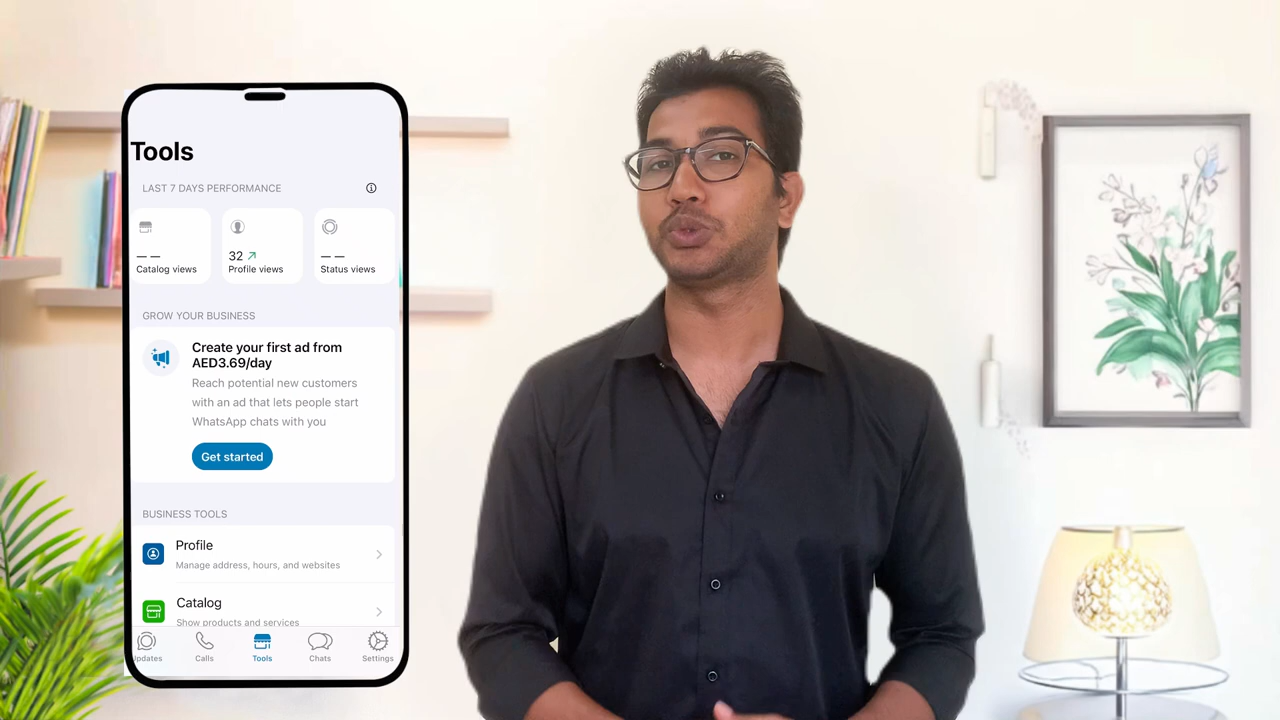 Tools
LAST 7 DAYS PERFORMANCE
— —
Catalog views
32
Profile views
— —
Status views
GROW YOUR BUSINESS
Create your first ad from
AED3.69/day
Reach potential new customers
with an ad that lets people start
WhatsApp chats with you
Get started
BUSINESS TOOLS
Profile
Manage address, hours, and websites
Catalog
Show products and services
Updates
Calls
Tools
Chats
Settings